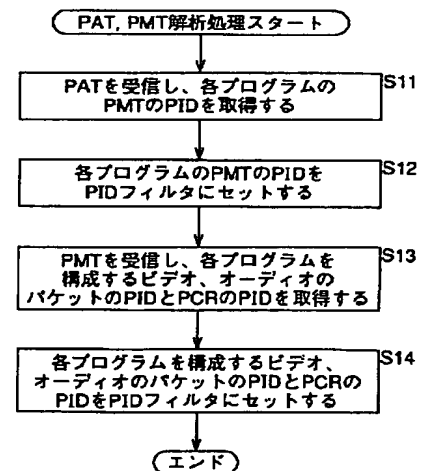 PAT, PMT解析処理スタート
PATを受信し、各プログラムの
PMTのPIDを取得する
S11
各プログラムのPMTのPIDを
PIDフィルタにセットする
S12
PMTを受信し、各プログラムを
構成するビデオ、オーディオの
パケットのPIDとPCRのPIDを取得する
S13
各プログラムを構成するビデオ、
オーディオのパケットのPIDとPCRの
PIDをPIDフィルタにセットする
S14
エンド